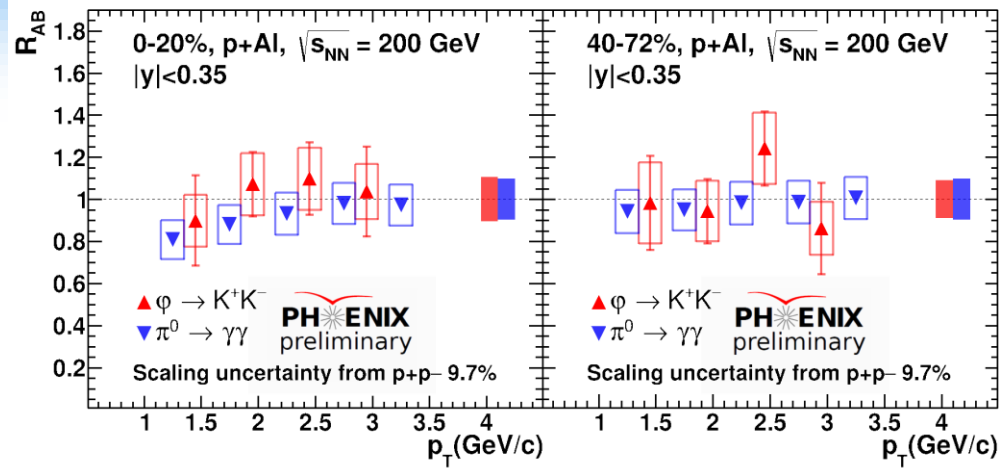 R_AB
1.8
1.6
1.4
1.2
1
0.8
0.6
0.4
0.2
0-20%, p+Al, √s_NN = 200 GeV
|y|<0.35
φ → K⁺K⁻
π⁰ → γγ
PHENIX
preliminary
Scaling uncertainty from p+p– 9.7%
1 1.5 2 2.5 3 3.5 4
p_T(GeV/c)
40-72%, p+Al, √s_NN = 200 GeV
|y|<0.35
φ → K⁺K⁻
π⁰ → γγ
PHENIX
preliminary
Scaling uncertainty from p+p– 9.7%
1 1.5 2 2.5 3 3.5 4
p_T(GeV/c)